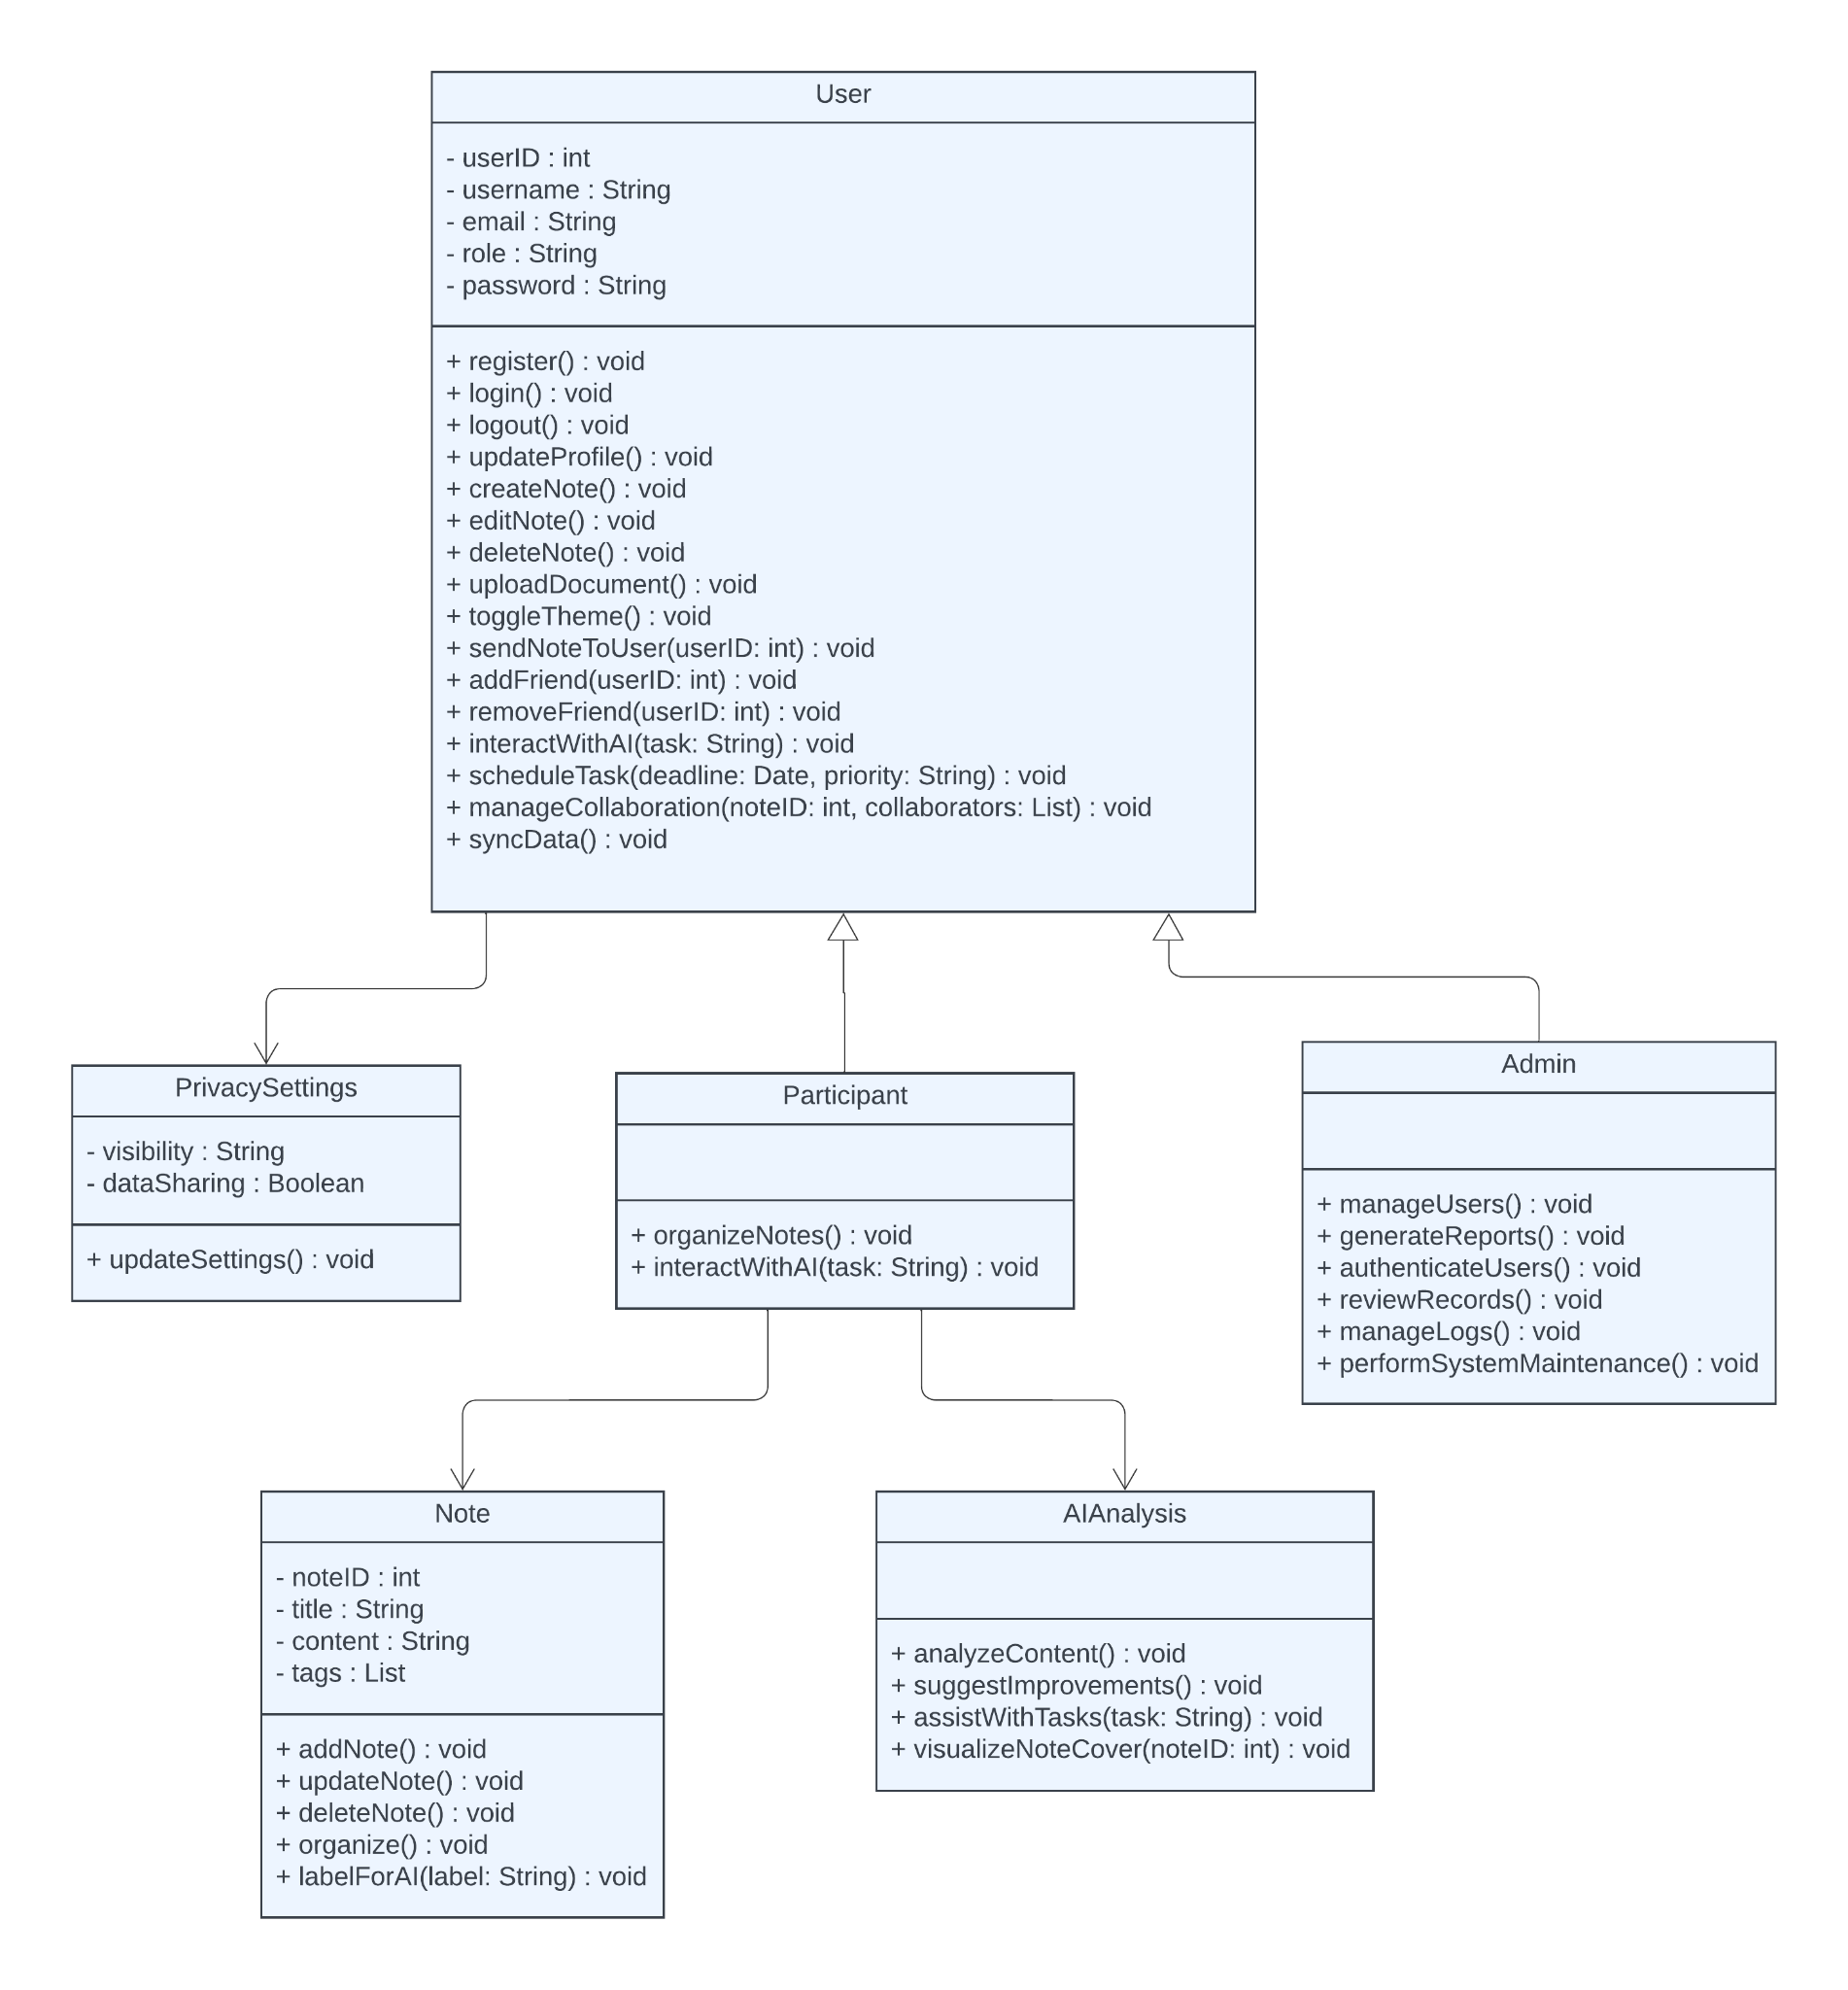 User
- userID : int
- username : String
- email : String
- role : String
- password : String
+ register() : void
+ login() : void
+ logout() : void
+ updateProfile() : void
+ createNote() : void
+ editNote() : void
+ deleteNote() : void
+ uploadDocument() : void
+ toggleTheme() : void
+ sendNoteToUser(userID: int) : void
+ addFriend(userID: int) : void
+ removeFriend(userID: int) : void
+ interactWithAI(task: String) : void
+ scheduleTask(deadline: Date, priority: String) : void
+ manageCollaboration(noteID: int, collaborators: List) : void
+ syncData() : void
PrivacySettings
- visibility : String
- dataSharing : Boolean
+ updateSettings() : void
Participant
+ organizeNotes() : void
+ interactWithAI(task: String) : void
Admin
+ manageUsers() : void
+ generateReports() : void
+ authenticateUsers() : void
+ reviewRecords() : void
+ manageLogs() : void
+ performSystemMaintenance() : void
Note
- noteID : int
- title : String
- content : String
- tags : List
+ addNote() : void
+ updateNote() : void
+ deleteNote() : void
+ organize() : void
+ labelForAI(label: String) : void
AIAnalysis
+ analyzeContent() : void
+ suggestImprovements() : void
+ assistWithTasks(task: String) : void
+ visualizeNoteCover(noteID: int) : void